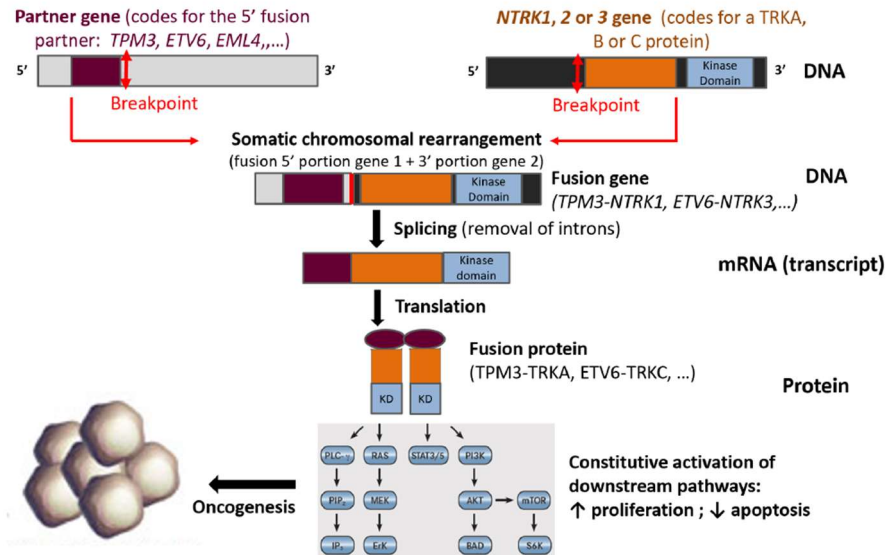 Partner gene (codes for the 5’ fusion
partner: TPM3, ETV6, EML4,,…)
NTRK1, 2 or 3 gene (codes for a TRKA,
B or C protein)
5’
3’
5’
Kinase
Domain
3’
DNA
Breakpoint
Breakpoint
Somatic chromosomal rearrangement
(fusion 5’ portion gene 1 + 3’ portion gene 2)
Kinase
Domain
Fusion gene
(TPM3-NTRK1, ETV6-NTRK3,…)
DNA
Splicing (removal of introns)
Kinase
domain
mRNA (transcript)
Translation
Fusion protein
(TPM3-TRKA, ETV6-TRKC, …)
KD
KD
Protein
PLC-γ
RAS
STAT3/5
PI3K
PIP₂
MEK
AKT
mTOR
IP₃
ErK
BAD
S6K
Constitutive activation of
downstream pathways:
↑ proliferation ; ↓ apoptosis
Oncogenesis